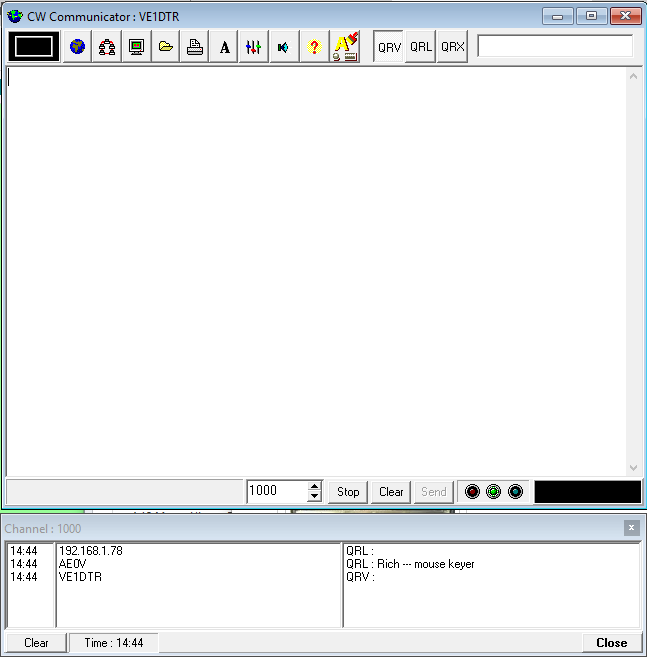 CW Communicator : VE1DTR
A ? QRV QRL QRX
1000 Stop Clear Send
Channel : 1000
14:44 192.168.1.78 QRL :
14:44 AE0V QRL : Rich --- mouse keyer
14:44 VE1DTR QRV :
Clear Time : 14:44 Close